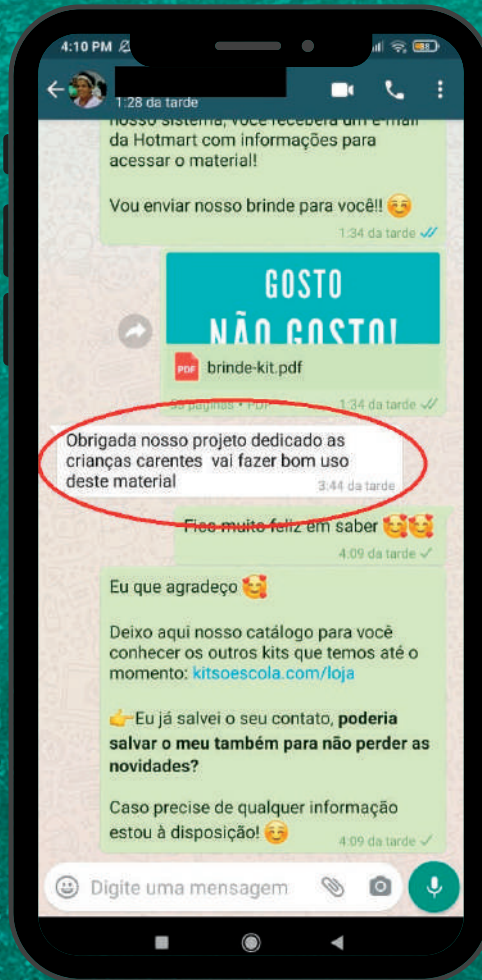 4:10 PM
1:28 da tarde
nosso sistema, você receberá um e-mail
da Hotmart com informações para
acessar o material!
Vou enviar nosso brinde para você!!
1:34 da tarde
GOSTO
NÃO GOSTO!
PDF
brinde-kit.pdf
páginas • PDF
1:34 da tarde
Obrigada nosso projeto dedicado as
crianças carentes vai fazer bom uso
deste material
3:44 da tarde
Fico muito feliz em saber
4:09 da tarde
Eu que agradeço
Deixo aqui nosso catálogo para você
conhecer os outros kits que temos até o
momento: kitsoescola.com/loja
Eu já salvei o seu contato, poderia
salvar o meu também para não perder as
novidades?
Caso precise de qualquer informação
estou à disposição!
4:09 da tarde
Digite uma mensagem